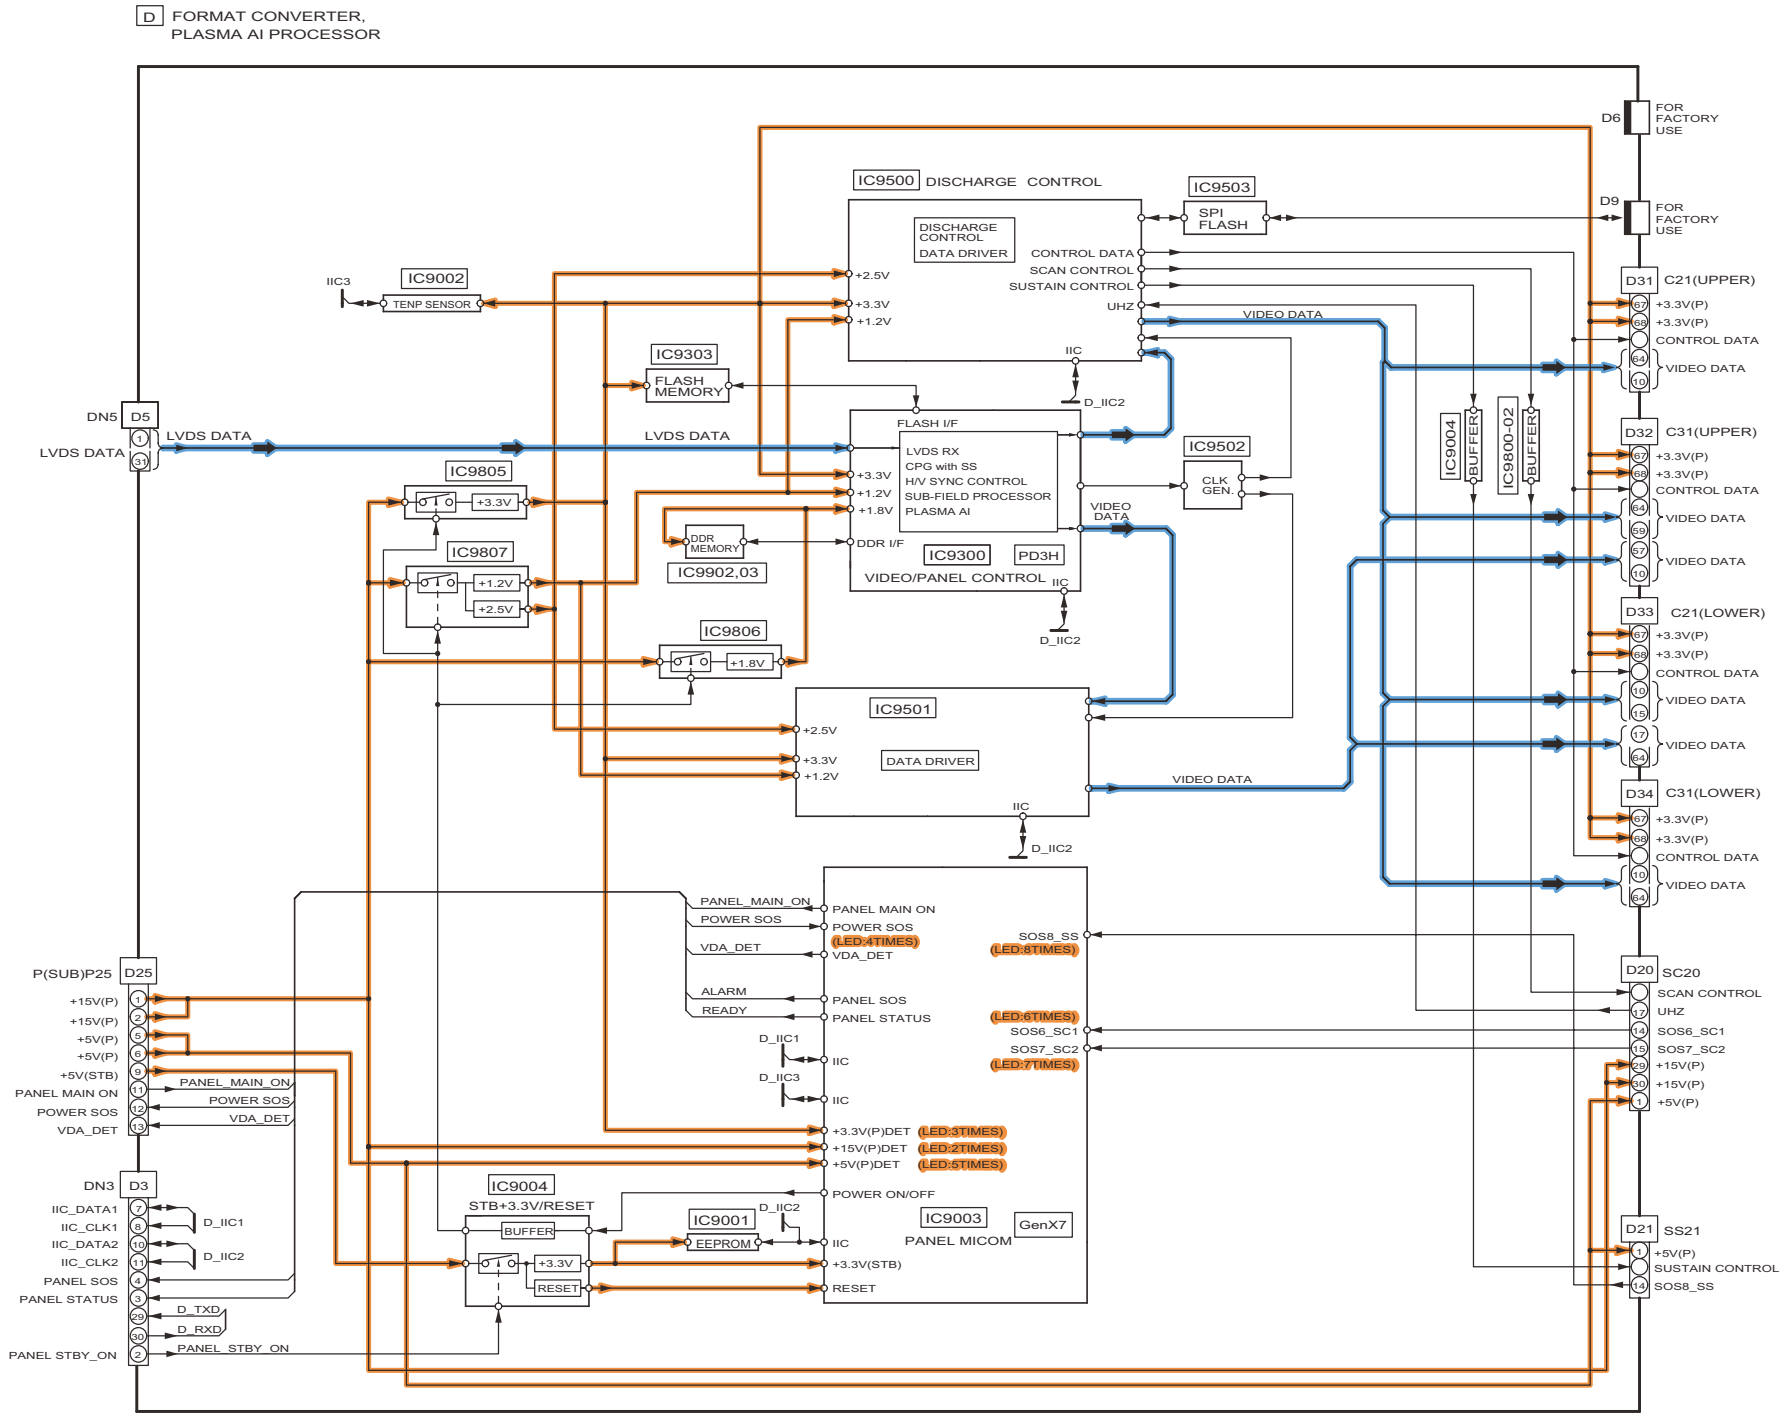 D FORMAT CONVERTER,
PLASMA AI PROCESSOR
D6
FOR
FACTORY
USE
D9
FOR
FACTORY
USE
IC9500 DISCHARGE CONTROL
DISCHARGE
CONTROL
DATA DRIVER
+2.5V
+3.3V
+1.2V
CONTROL DATA
SCAN CONTROL
SUSTAIN CONTROL
UHZ
IIC
D_IIC2
VIDEO DATA
IC9503
SPI
FLASH
IIC3
IC9002
TENP SENSOR
IC9303
FLASH
MEMORY
DN5 D5
1
LVDS DATA
31
LVDS DATA
LVDS DATA
FLASH I/F
LVDS RX
CPG with SS
H/V SYNC CONTROL
SUB-FIELD PROCESSOR
PLASMA AI
+3.3V
+1.2V
+1.8V
DDR I/F
IC9300
PD3H
VIDEO/PANEL CONTROL
IIC
D_IIC2
VIDEO
DATA
IC9502
CLK
GEN.
IC9004
BUFFER
IC9800-02
BUFFER
IC9805
+3.3V
IC9807
+1.2V
+2.5V
DDR
MEMORY
IC9902,03
IC9806
+1.8V
IC9501
+2.5V
+3.3V
+1.2V
DATA DRIVER
IIC
D_IIC2
VIDEO DATA
D31 C21(UPPER)
67 +3.3V(P)
68 +3.3V(P)
CONTROL DATA
64
VIDEO DATA
10
D32 C31(UPPER)
67 +3.3V(P)
68 +3.3V(P)
CONTROL DATA
64
VIDEO DATA
59
57
VIDEO DATA
10
D33 C21(LOWER)
67 +3.3V(P)
68 +3.3V(P)
CONTROL DATA
10
VIDEO DATA
15
17
VIDEO DATA
64
D34 C31(LOWER)
67 +3.3V(P)
68 +3.3V(P)
CONTROL DATA
10
VIDEO DATA
64
P(SUB)P25 D25
+15V(P) 1
+15V(P) 2
+5V(P) 5
+5V(P) 6
+5V(STB) 9
PANEL MAIN ON 11 PANEL_MAIN_ON
POWER SOS 12 POWER SOS
VDA_DET 13 VDA_DET
DN3 D3
IIC_DATA1 7
IIC_CLK1 8
D_IIC1
IIC_DATA2 10
IIC_CLK2 11
D_IIC2
PANEL SOS 4
PANEL STATUS 3
29 D_TXD
30 D_RXD
PANEL STBY_ON 2 PANEL_STBY_ON
PANEL_MAIN_ON
POWER SOS
VDA_DET
ALARM
READY
PANEL MAIN ON
POWER SOS
(LED:4TIMES)
VDA_DET
PANEL SOS
PANEL STATUS
D_IIC1
IIC
D_IIC3
IIC
+3.3V(P)DET (LED:3TIMES)
+15V(P)DET (LED:2TIMES)
+5V(P)DET (LED:5TIMES)
POWER ON/OFF
IC9003
GenX7
PANEL MICOM
D_IIC2
IIC
+3.3V(STB)
RESET
SOS8_SS
(LED:8TIMES)
(LED:6TIMES)
SOS6_SC1
SOS7_SC2
(LED:7TIMES)
IC9004
STB+3.3V/RESET
BUFFER
+3.3V
RESET
IC9001
EEPROM
D20 SC20
SCAN CONTROL
17 UHZ
14 SOS6_SC1
15 SOS7_SC2
29 +15V(P)
30 +15V(P)
1 +5V(P)
D21 SS21
1 +5V(P)
SUSTAIN CONTROL
14 SOS8_SS